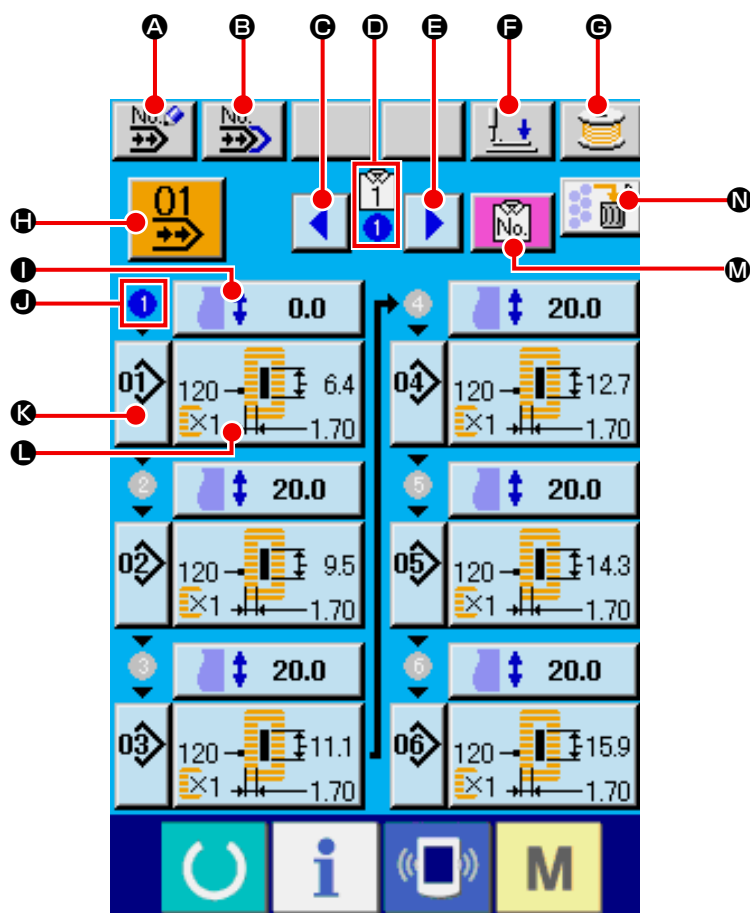 A B C D E F G
No. No.
H 01 1 1 No. N
M
I
J 1 0.0 4 20.0
K 01 120 6.4 04 120 12.7
L ×1 1.70 ×1 1.70
2 20.0 5 20.0
02 120 9.5 05 120 14.3
×1 1.70 ×1 1.70
3 20.0 6 20.0
03 120 11.1 06 120 15.9
×1 1.70 ×1 1.70
i M